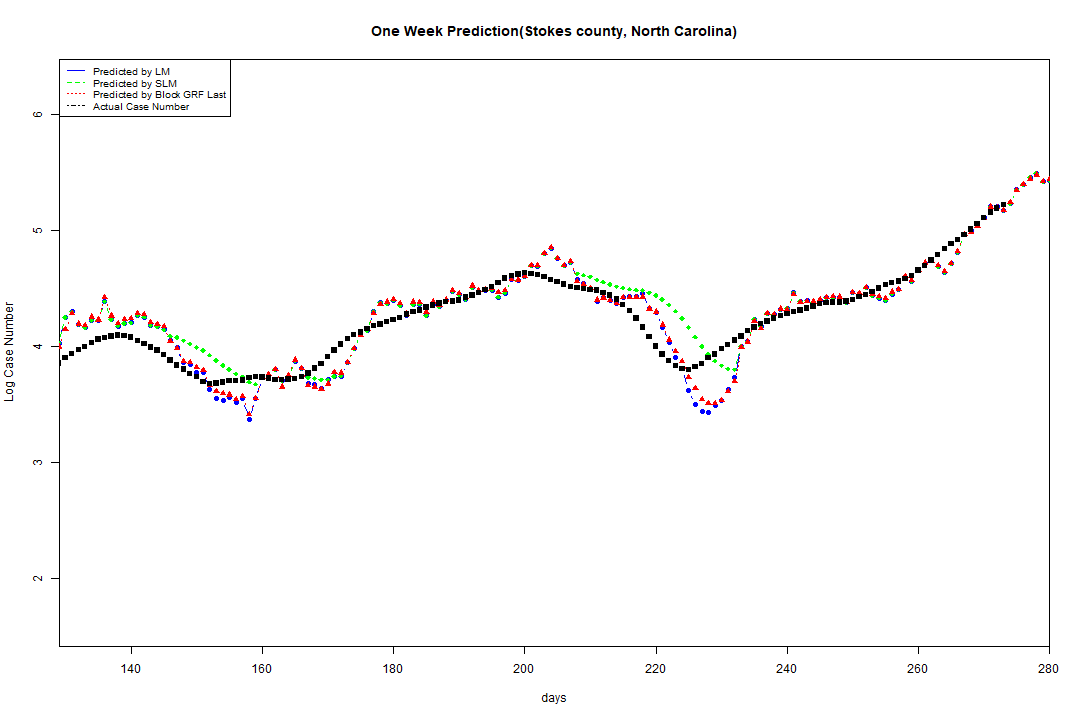 One Week Prediction(Stokes county, North Carolina)
Predicted by LM
Predicted by SLM
Predicted by Block GRF Last
Actual Case Number
6
5
4
3
2
Log Case Number
140 160 180 200 220 240 260 280
days